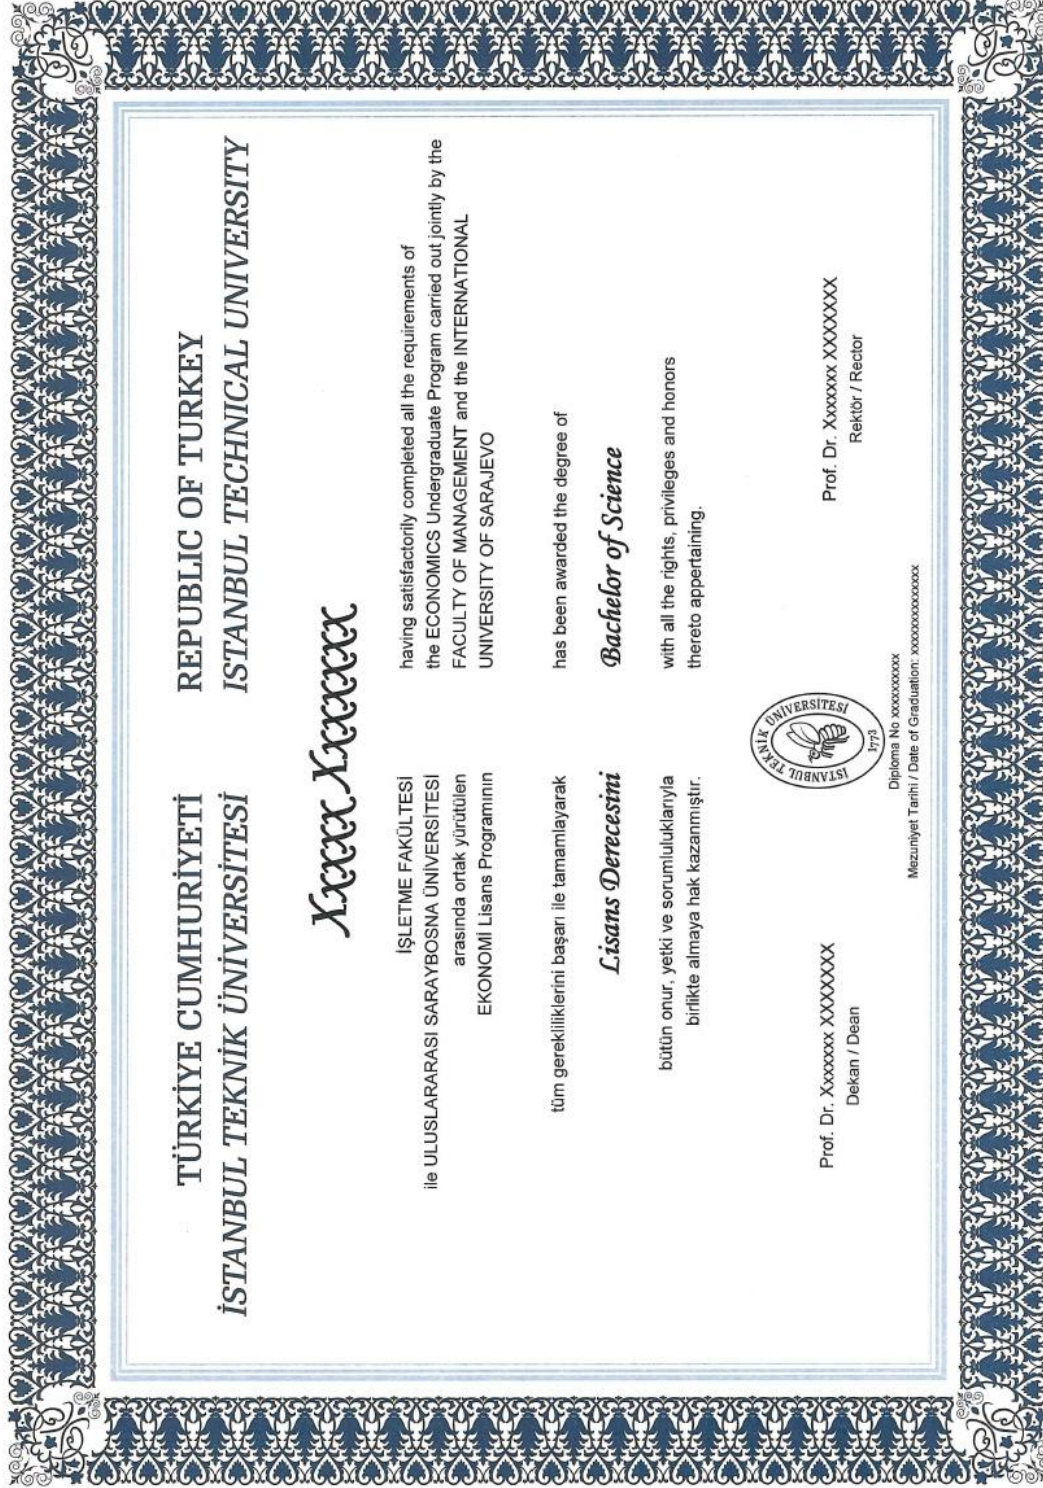 TÜRKİYE CUMHURİYETİ
İSTANBUL TEKNİK ÜNİVERSİTESİ
REPUBLIC OF TURKEY
ISTANBUL TECHNICAL UNIVERSITY
Xxxxx Xxxxxxx
İŞLETME FAKÜLTESİ
ile ULUSLARARASI SARAYBOSNA ÜNİVERSİTESİ
arasında ortak yürütülen
EKONOMİ Lisans Programının
having satisfactorily completed all the requirements of
the ECONOMICS Undergraduate Program carried out jointly by the
FACULTY OF MANAGEMENT and the INTERNATIONAL
UNIVERSITY OF SARAJEVO
tüm gerekliliklerini başarı ile tamamlayarak
has been awarded the degree of
Lisans Derecesini
Bachelor of Science
bütün onur, yetki ve sorumluluklarıyla
birlikte almaya hak kazanmıştır.
with all the rights, privileges and honors
thereto appertaining,
İSTANBUL TEKNİK ÜNİVERSİTESİ
1773
Prof. Dr. Xxxxxxx XXXXXXX
Dekan / Dean
Prof. Dr. Xxxxxxx XXXXXXX
Rektör / Rector
Diploma No xxxxxxxxxx
Mezuniyet Tarihi / Date of Graduation: xxxxxxxxxxxxxxx